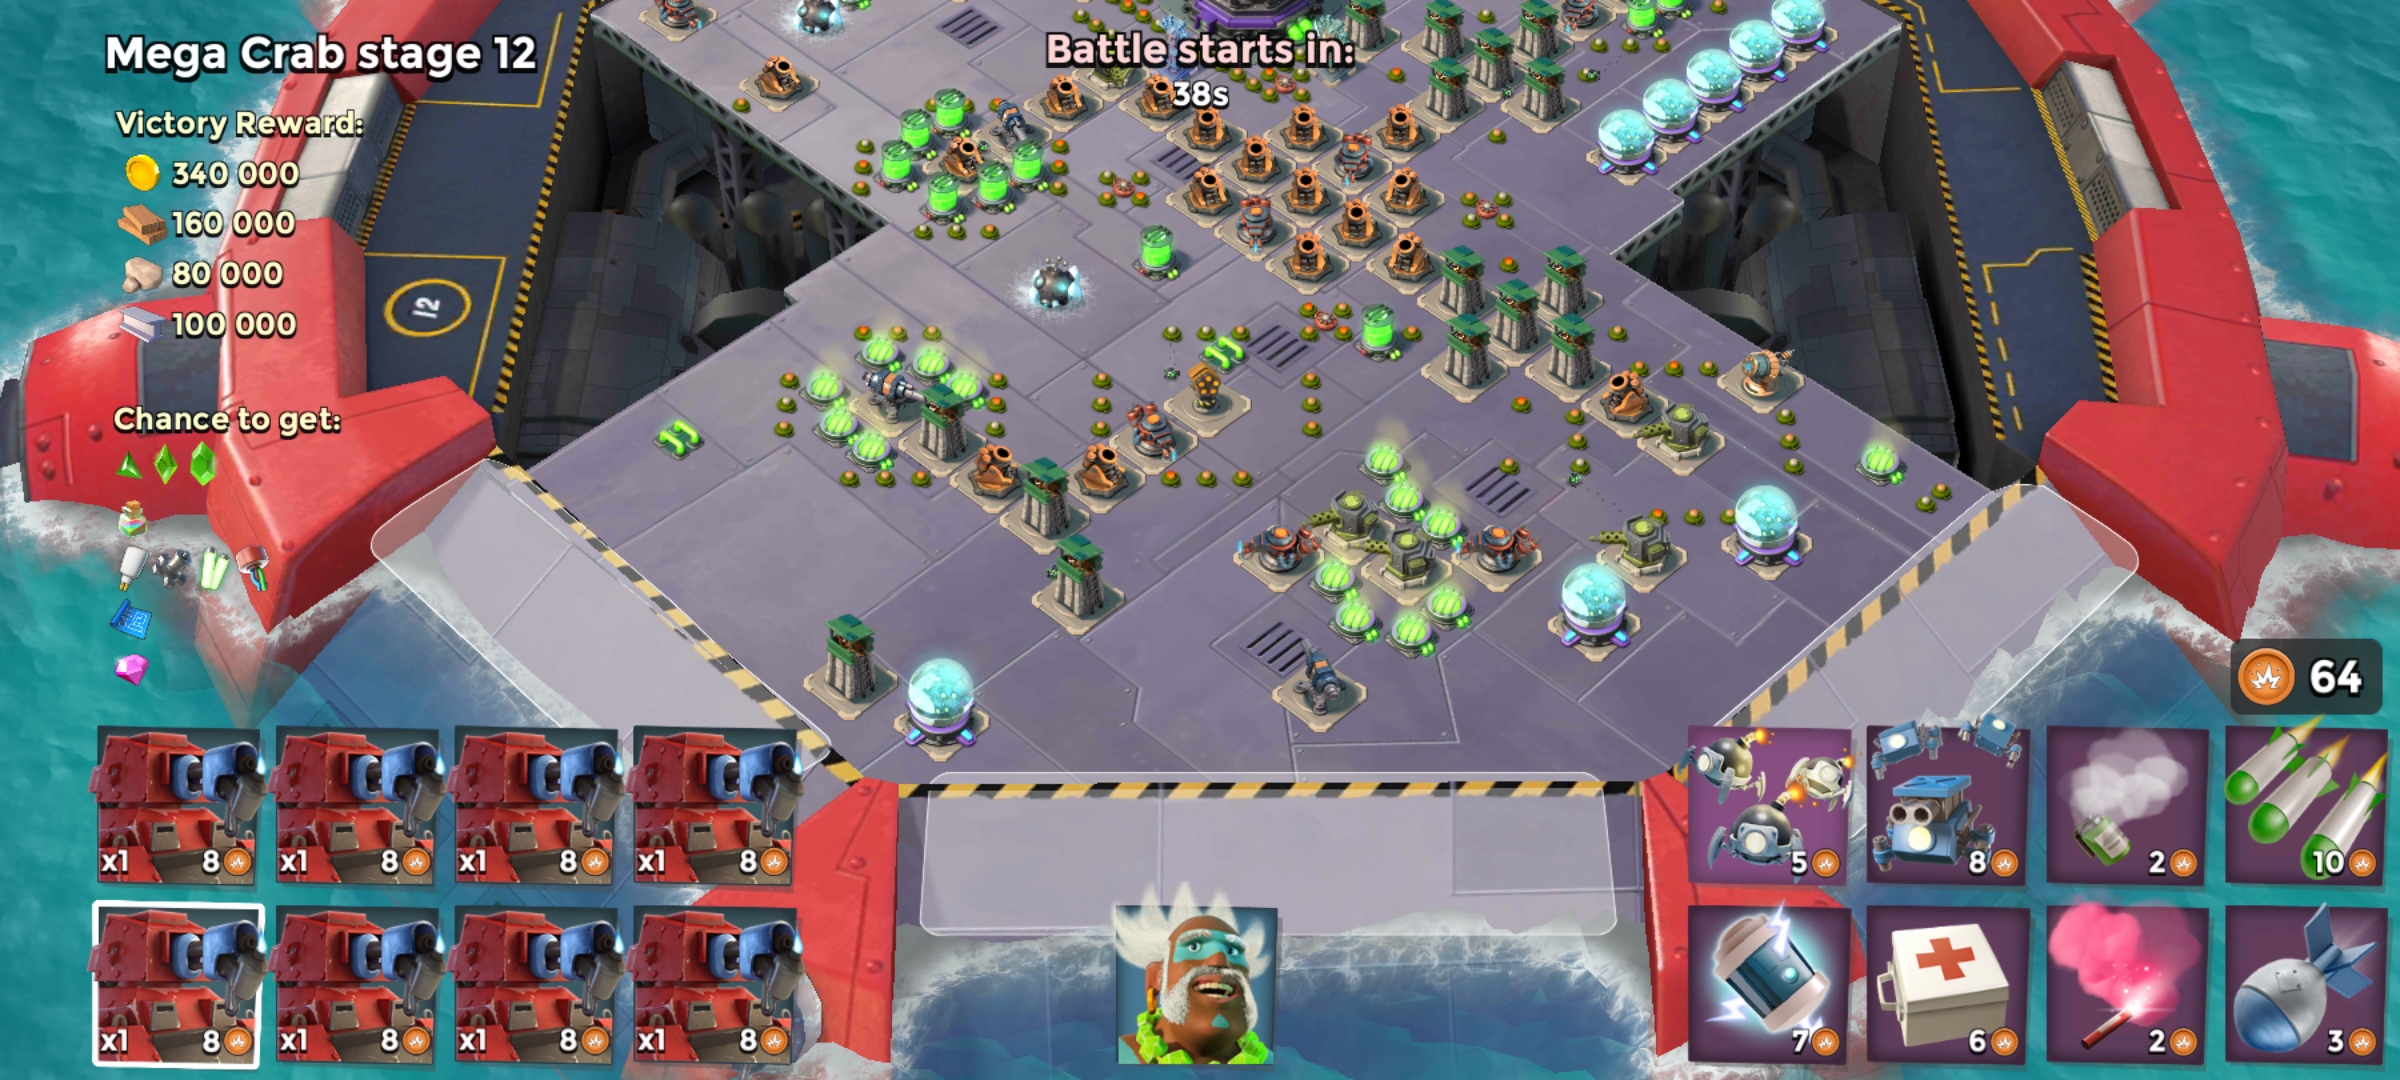 Mega Crab stage 12
Battle starts in:
38s
Victory Reward:
340 000
160 000
80 000
100 000
12
Chance to get:
64
x1 8
x1 8
x1 8
x1 8
5
8
2
10
x1 8
x1 8
x1 8
x1 8
7
6
2
3